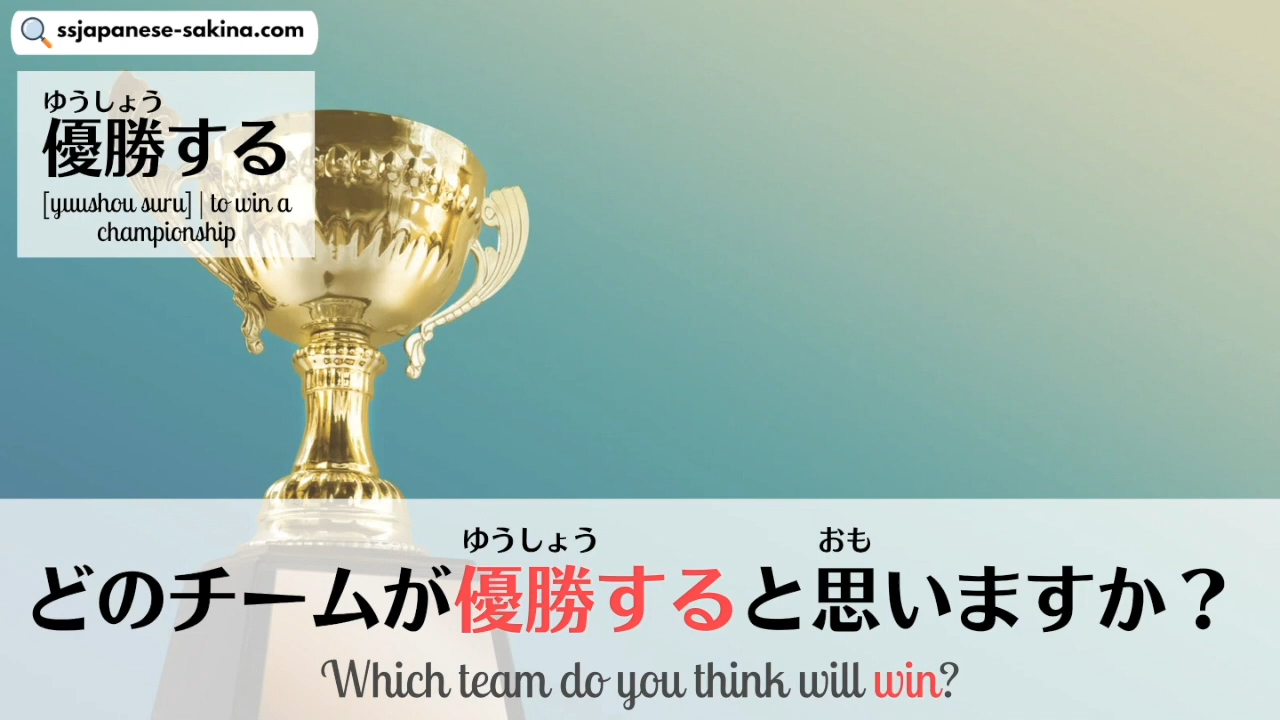 ssjapanese-sakina.com
ゆうしょう
優勝する
[yuushou suru] | to win a
championship
ゆうしょう おも
どのチームが優勝すると思いますか？
Which team do you think will win?